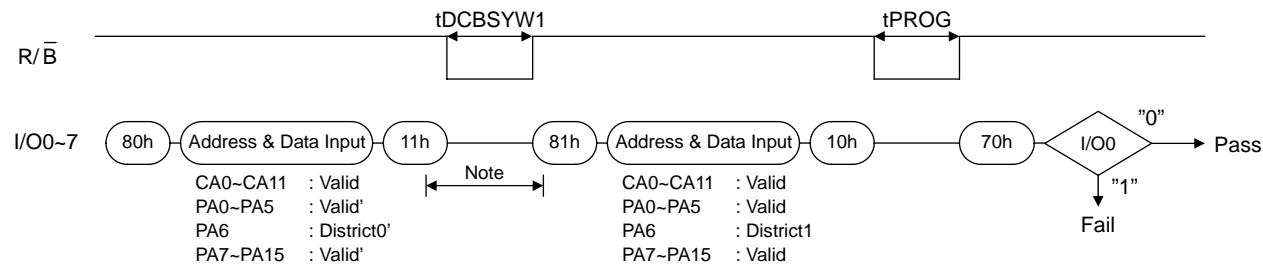 tDCBSYW1
tPROG
R/B̅
I/O0~7
80h
Address & Data Input
11h
81h
Address & Data Input
10h
70h
I/O0
"0"
Pass
"1"
Fail
Note
CA0~CA11 : Valid
PA0~PA5 : Valid'
PA6 : District0'
PA7~PA15 : Valid'
CA0~CA11 : Valid
PA0~PA5 : Valid
PA6 : District1
PA7~PA15 : Valid